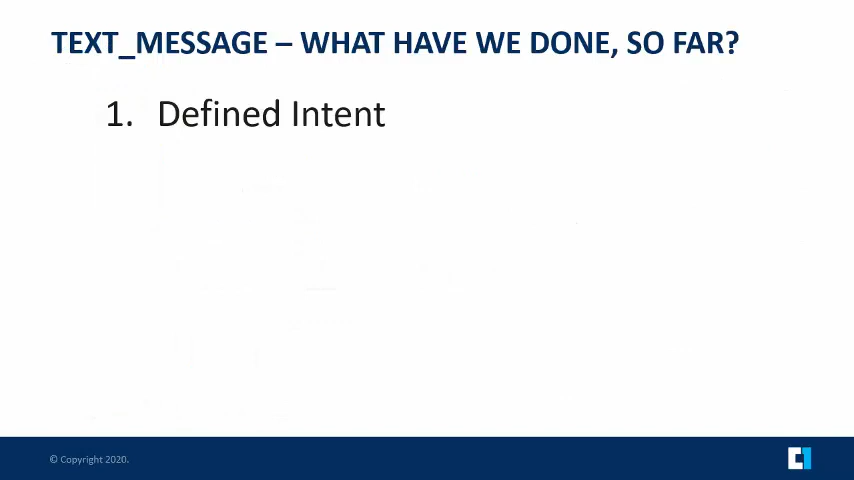 TEXT_MESSAGE – WHAT HAVE WE DONE, SO FAR?
1. Defined Intent
© Copyright 2020.